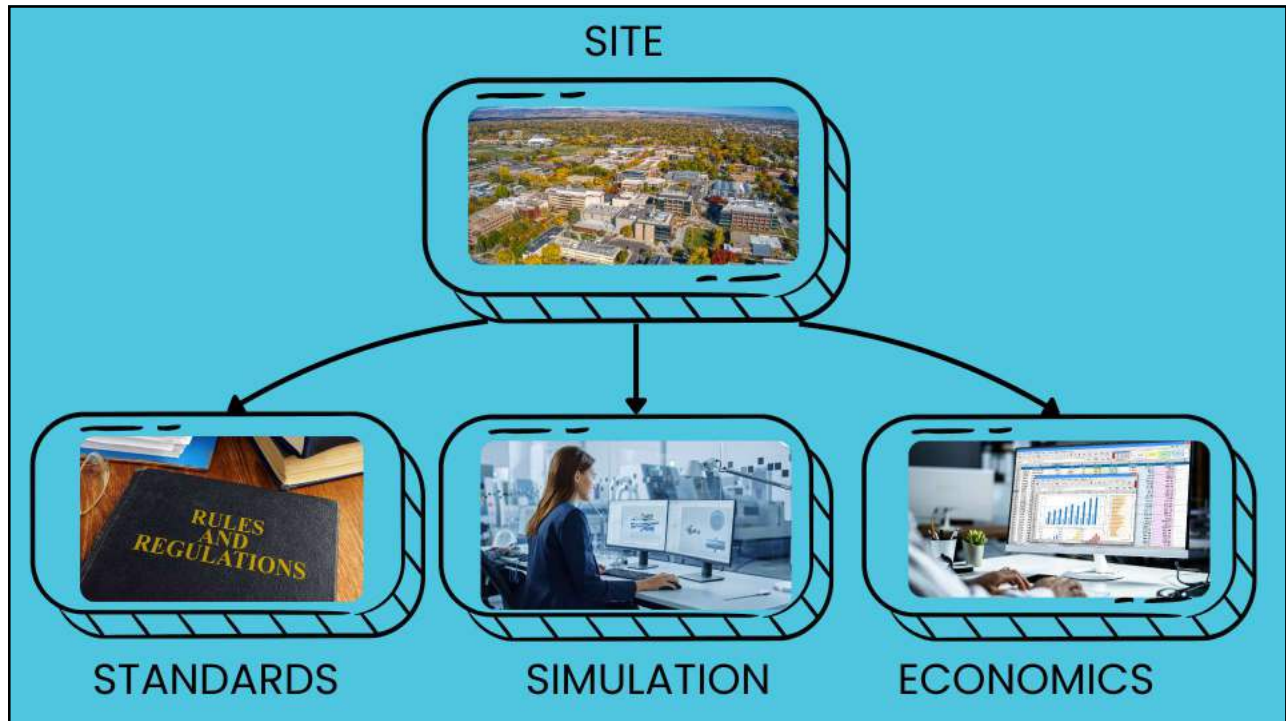 SITE
RULES
AND
REGULATIONS
STANDARDS
SIMULATION
ECONOMICS